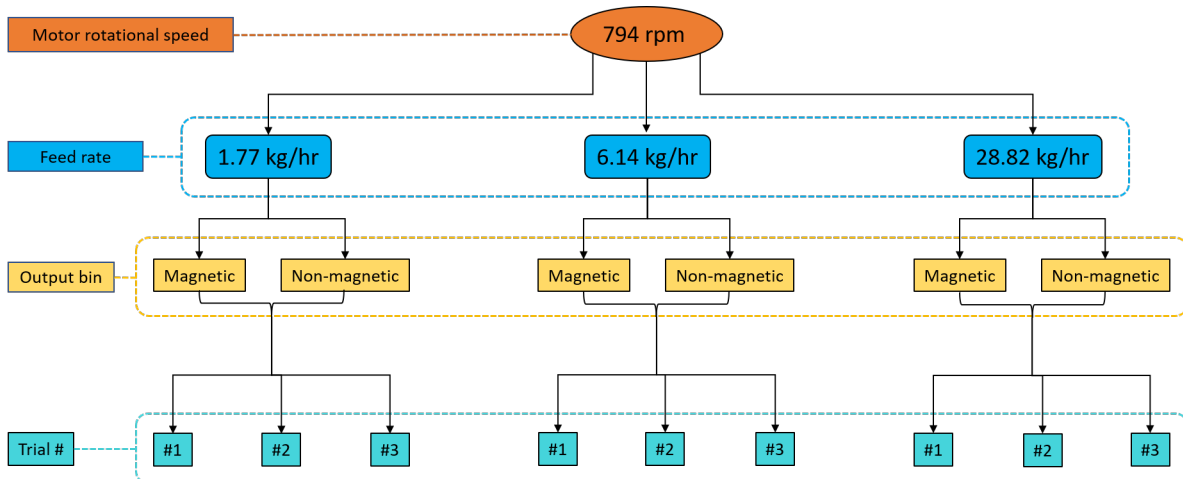 Motor rotational speed
794 rpm
Feed rate
1.77 kg/hr
6.14 kg/hr
28.82 kg/hr
Output bin
Magnetic
Non-magnetic
Magnetic
Non-magnetic
Magnetic
Non-magnetic
Trial #
#1
#2
#3
#1
#2
#3
#1
#2
#3